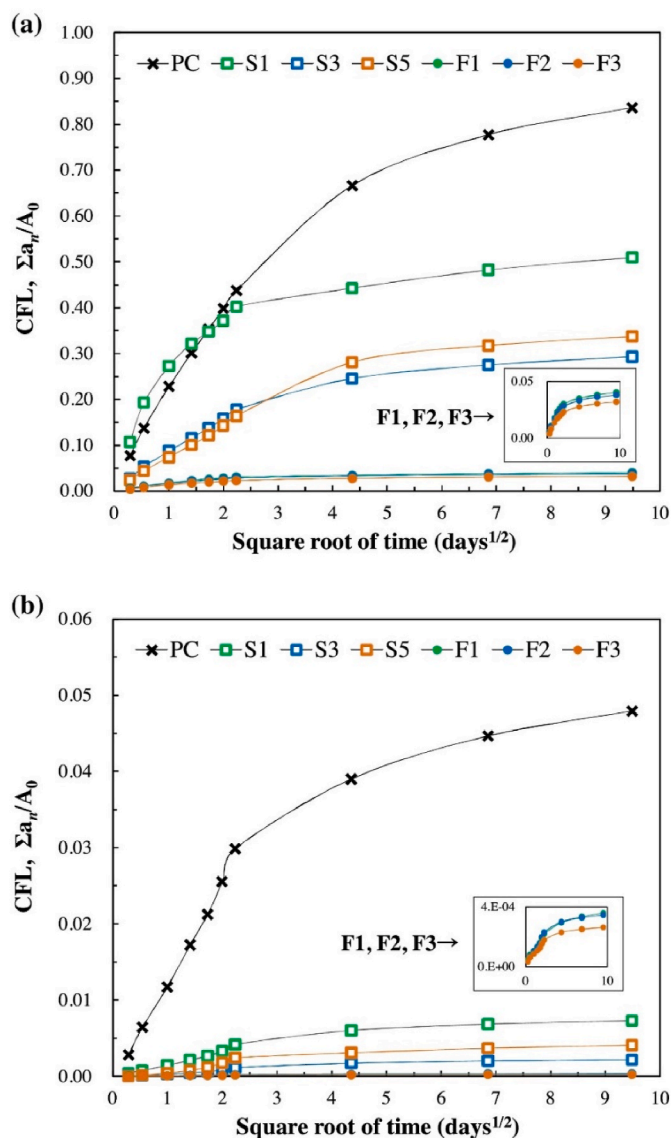 (a)
1.00
PC S1 S3 S5 F1 F2 F3
0.90
0.80
0.70
0.60
0.50
0.40
0.30
0.20
0.10
0.00
CFL, Σaₙ/A₀
F1, F2, F3→
0.05
0.00
0 10
0 1 2 3 4 5 6 7 8 9 10
Square root of time (days¹/²)
(b)
0.06
PC S1 S3 S5 F1 F2 F3
0.05
0.04
0.03
0.02
0.01
0.00
CFL, Σaₙ/A₀
F1, F2, F3→
4.E-04
0.E+00
0 10
0 1 2 3 4 5 6 7 8 9 10
Square root of time (days¹/²)